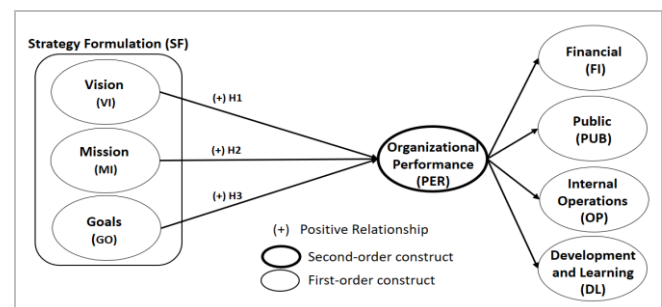 Strategy Formulation (SF)
Vision
(VI)
Mission
(MI)
Goals
(GO)
(+) H1
(+) H2
(+) H3
Organizational
Performance
(PER)
Financial
(FI)
Public
(PUB)
Internal
Operations
(OP)
Development
and Learning
(DL)
(+) Positive Relationship
Second-order construct
First-order construct